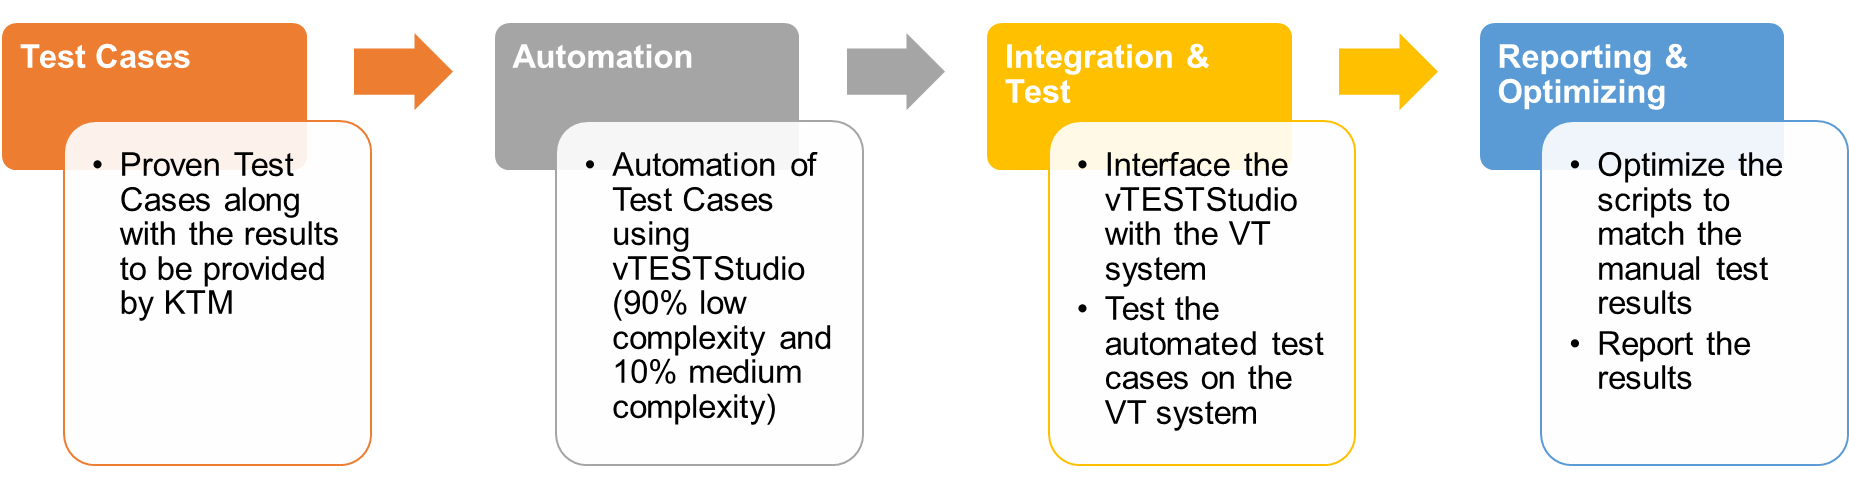 Test Cases
• Proven Test
Cases along
with the results
to be provided
by KTM
Automation
• Automation of
Test Cases
using
vTESTStudio
(90% low
complexity and
10% medium
complexity)
Integration &
Test
• Interface the
vTESTStudio
with the VT
system
• Test the
automated test
cases on the
VT system
Reporting &
Optimizing
• Optimize the
scripts to
match the
manual test
results
• Report the
results